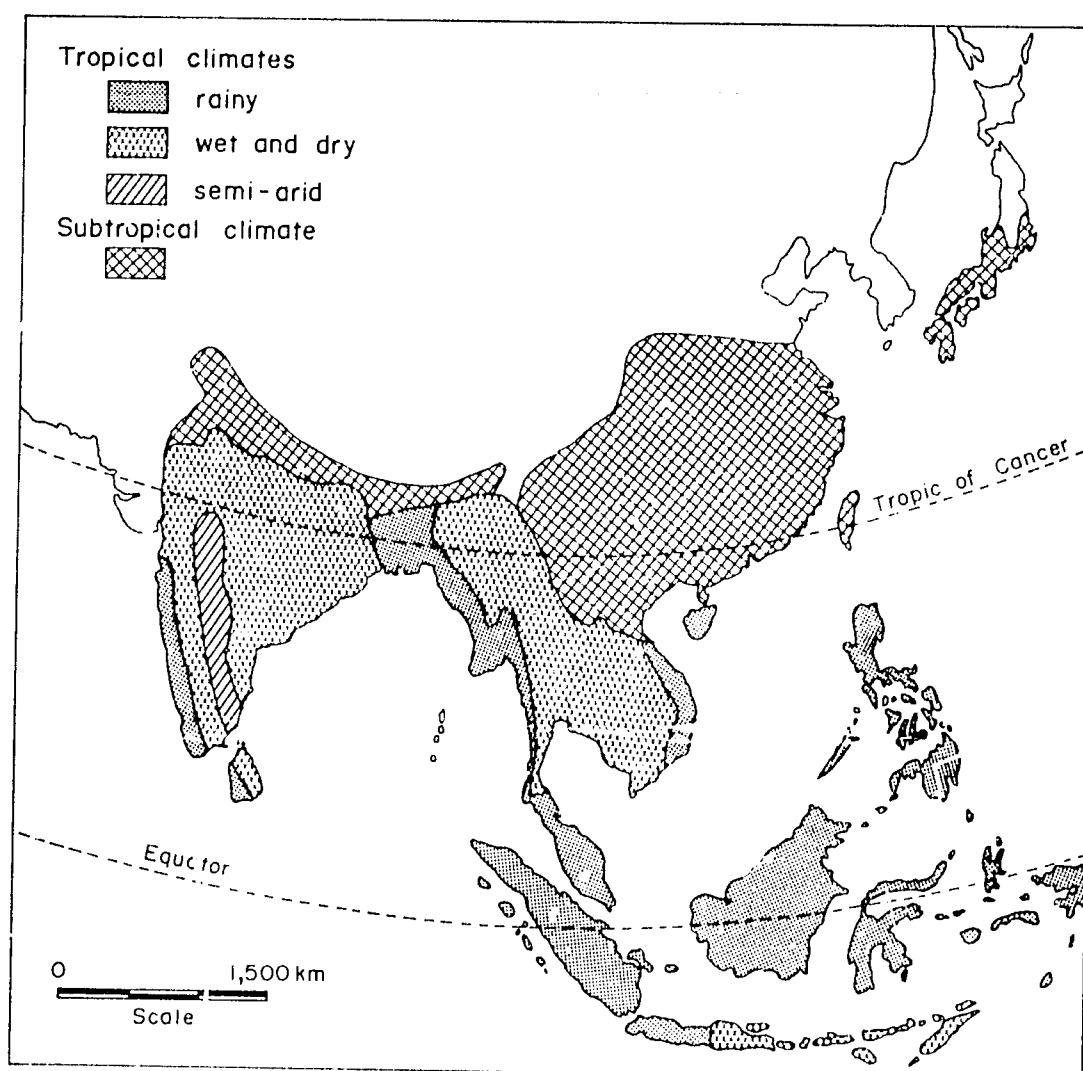 Tropical climates
rainy
wet and dry
semi-arid
Subtropical climate
Tropic of Cancer
Equator
0 1,500 km
Scale